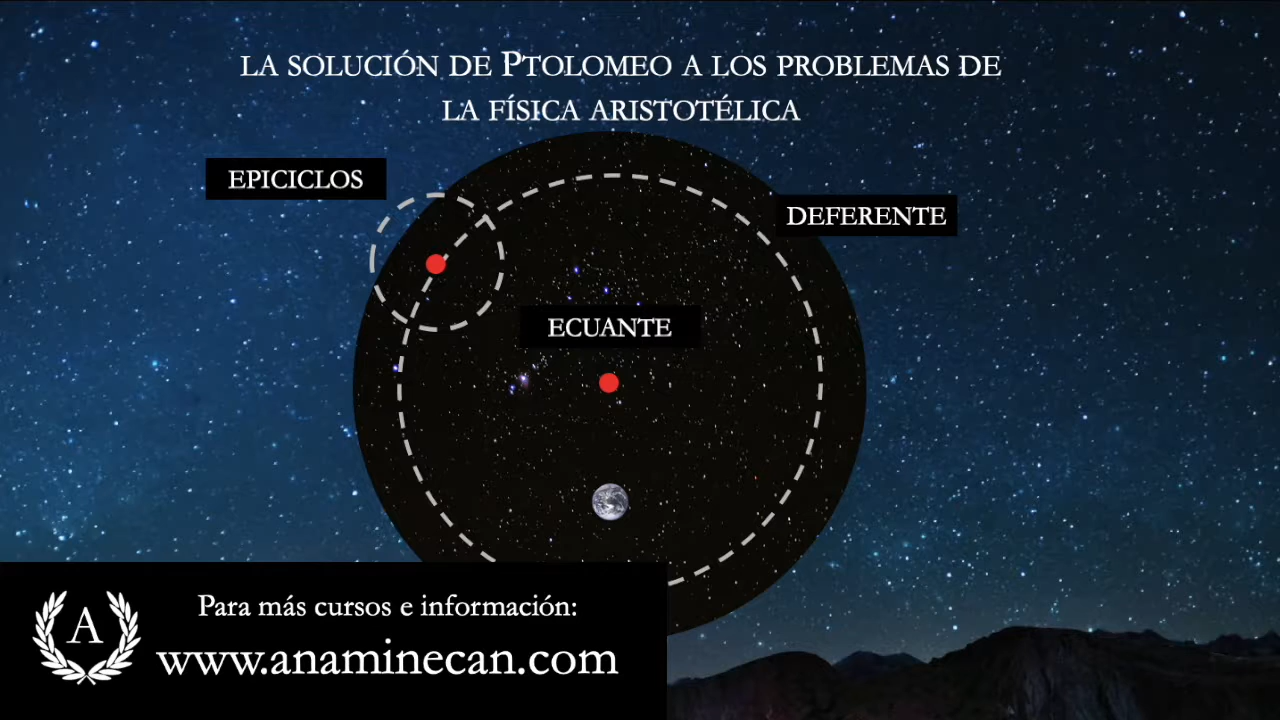 LA SOLUCIÓN DE PTOLOMEO A LOS PROBLEMAS DE
LA FÍSICA ARISTOTÉLICA
EPICICLOS
DEFERENTE
ECUANTE
A
Para más cursos e información:
www.anaminecan.com